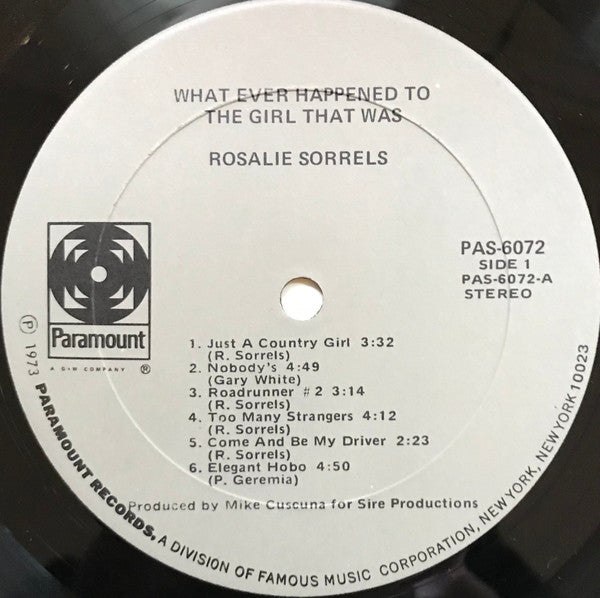 WHAT EVER HAPPENED TO
THE GIRL THAT WAS
ROSALIE SORRELS
PAS-6072
SIDE 1
PAS-6072-A
STEREO
Paramount
A G+W COMPANY ®
1. Just A Country Girl 3:32
(R. Sorrels)
2. Nobody's 4:49
(Gary White)
3. Roadrunner #2 3:14
(R. Sorrels)
4. Too Many Strangers 4:12
(R. Sorrels)
5. Come And Be My Driver 2:23
(R. Sorrels)
6. Elegant Hobo 4:50
(P. Geremia)
Produced by Mike Cuscuna for Sire Productions
Ⓟ 1973 PARAMOUNT RECORDS, A DIVISION OF FAMOUS MUSIC CORPORATION, NEW YORK, NEW YORK 10023